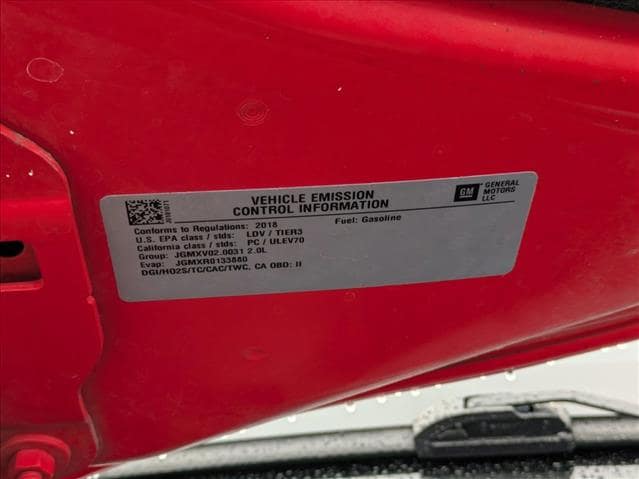 VEHICLE EMISSION
CONTROL INFORMATION
GM GENERAL
MOTORS
LLC
Conforms to Regulations: 2018 Fuel: Gasoline
U.S. EPA class / stds: LDV / TIER3
California class / stds: PC / ULEV70
Group: JGMXV02.0031 2.0L
Evap: JGMXR0133880
DGI/HO2S/TC/CAC/TWC, CA OBD: II